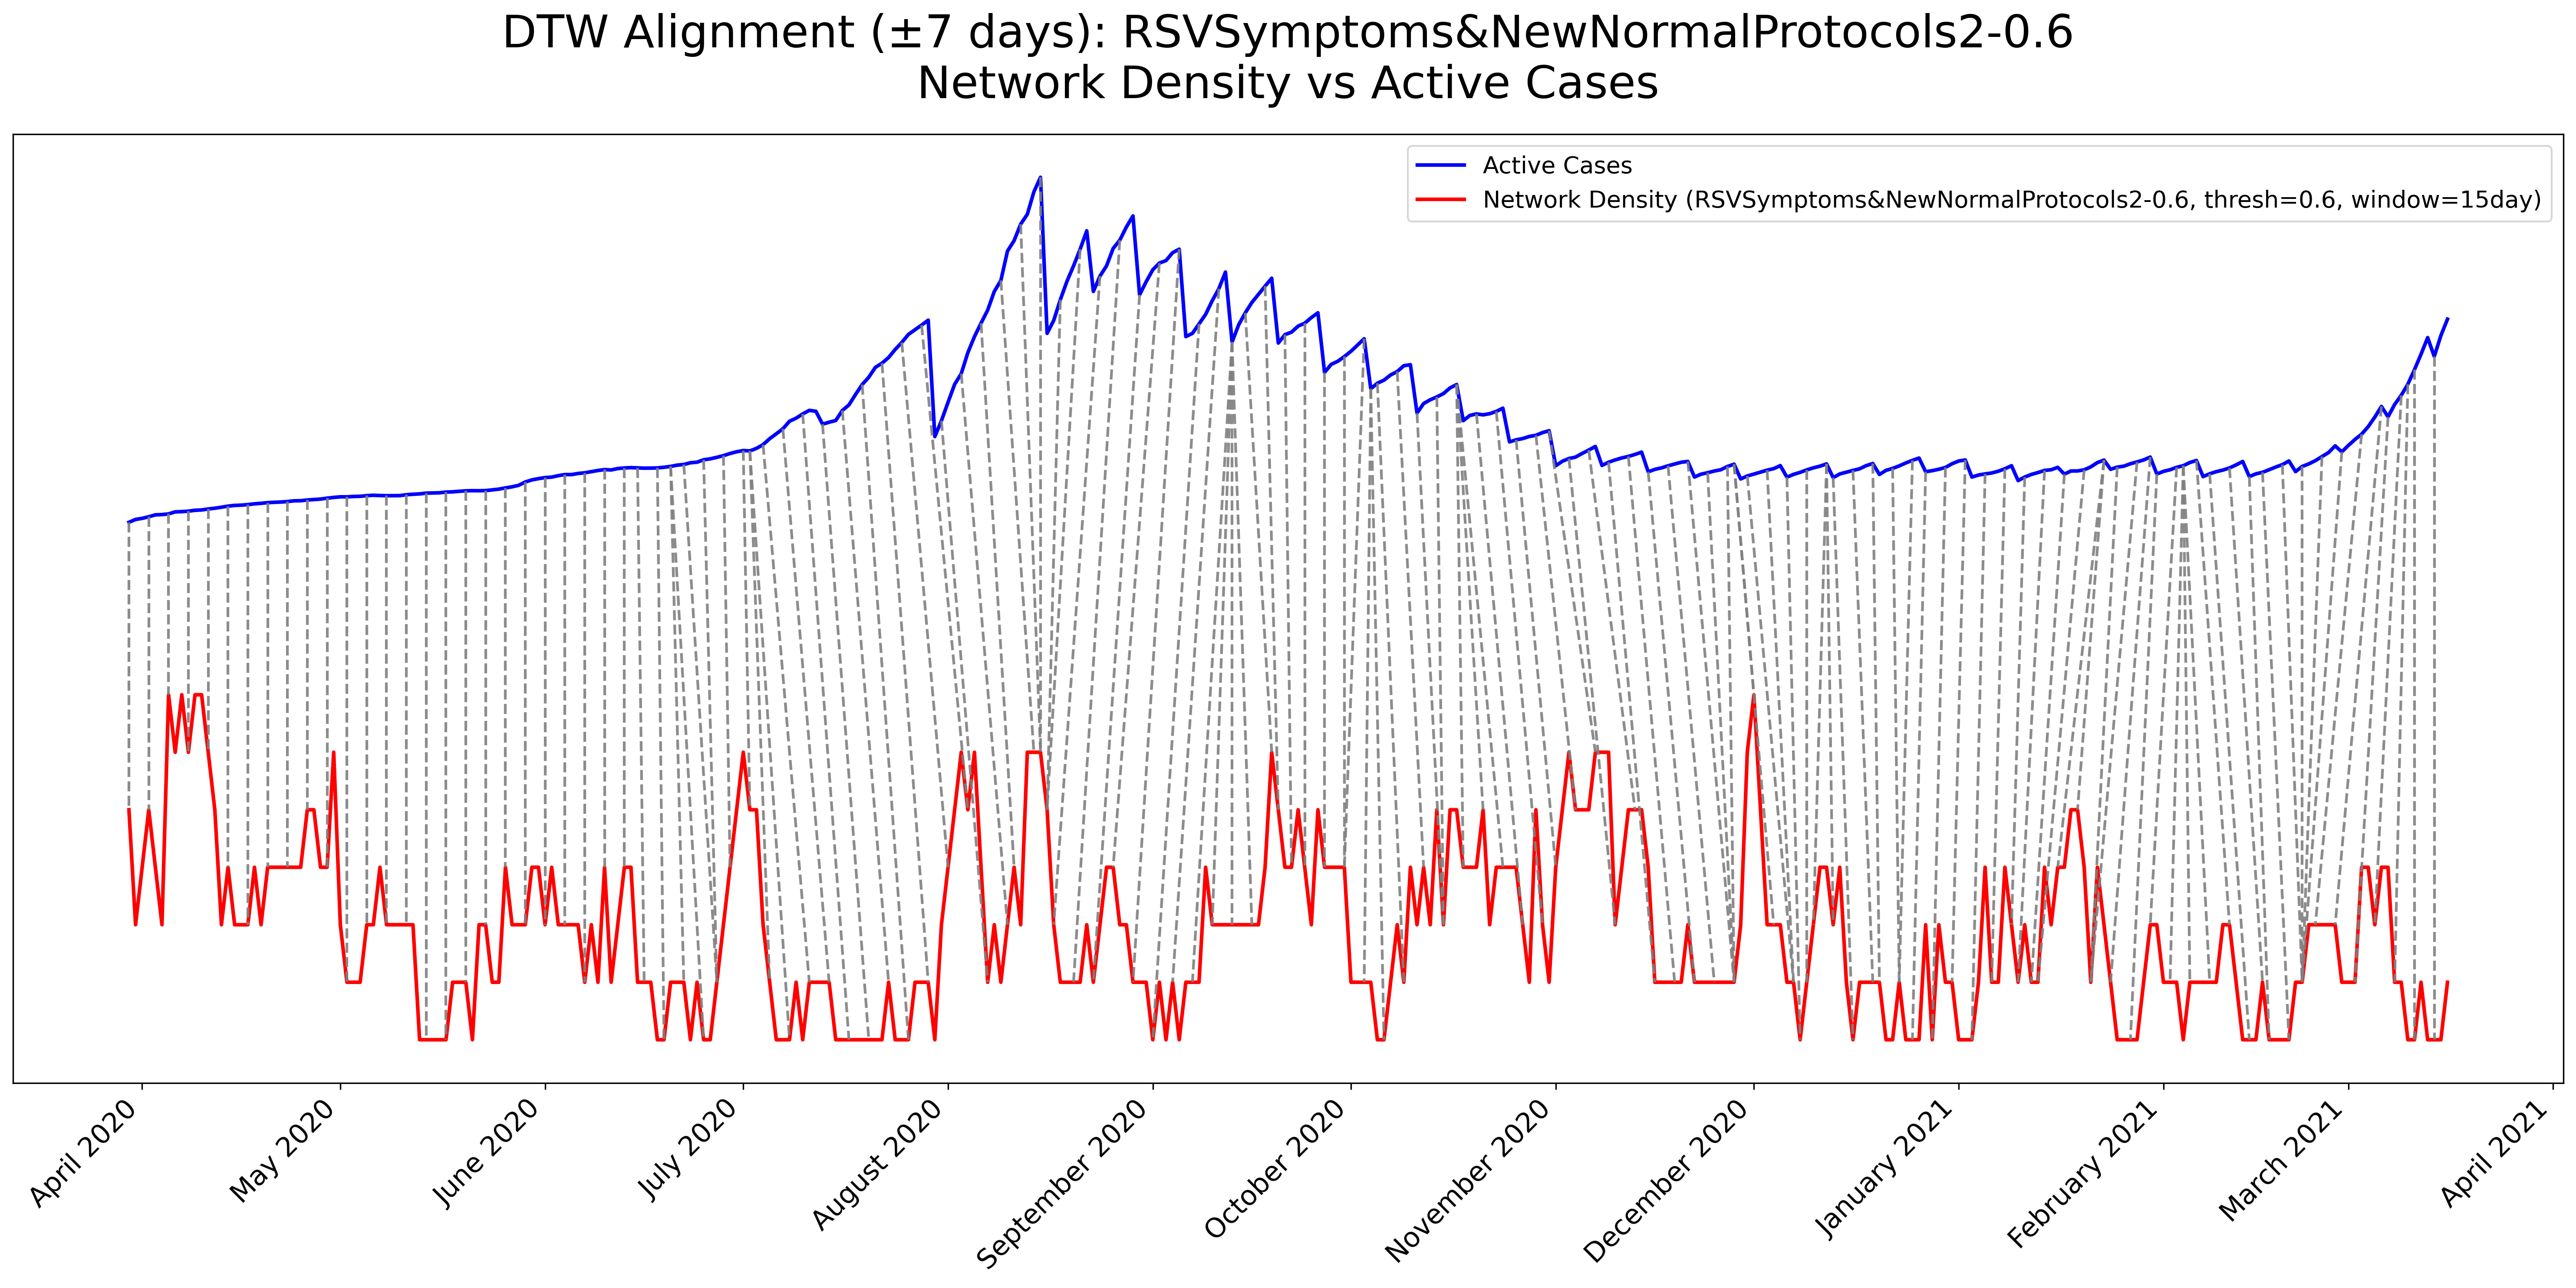 DTW Alignment (±7 days): RSVSymptoms&NewNormalProtocols2-0.6
Network Density vs Active Cases
Active Cases
Network Density (RSVSymptoms&NewNormalProtocols2-0.6, thresh=0.6, window=15day)
April 2020
May 2020
June 2020
July 2020
August 2020
September 2020
October 2020
November 2020
December 2020
January 2021
February 2021
March 2021
April 2021